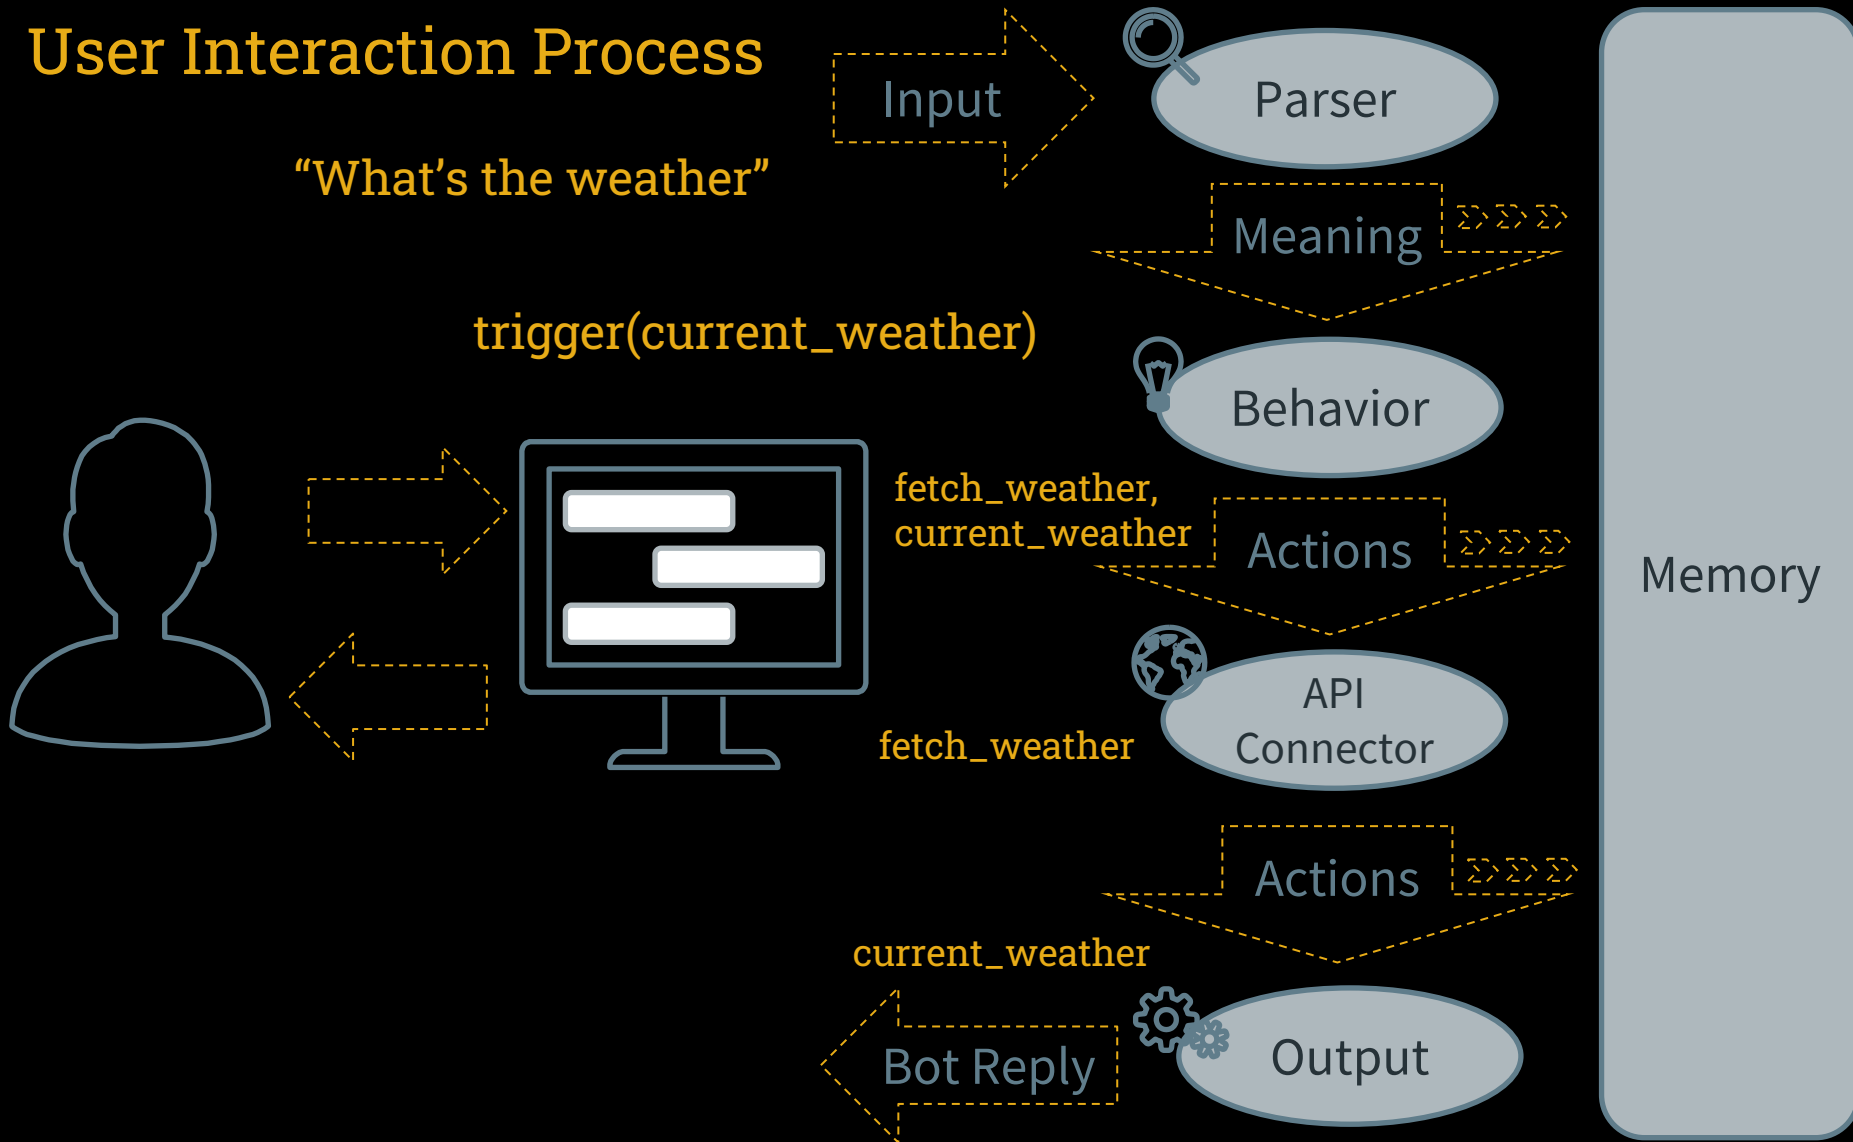 User Interaction Process
Input
Parser
“What’s the weather”
Meaning
trigger(current_weather)
Behavior
fetch_weather,
current_weather
Actions
Memory
API
Connector
fetch_weather
Actions
current_weather
Output
Bot Reply